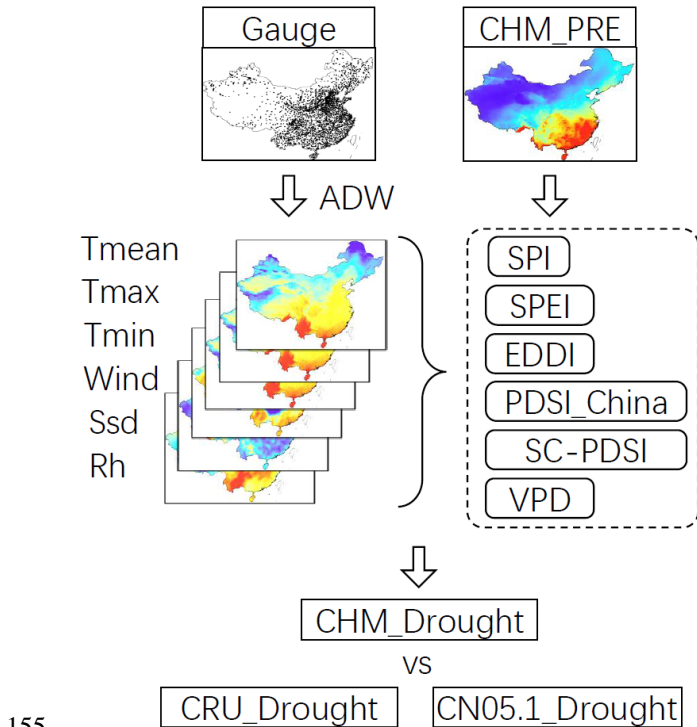 Gauge
CHM_PRE
ADW
Tmean
Tmax
Tmin
Wind
Ssd
Rh
SPI
SPEI
EDDI
PDSI_China
SC-PDSI
VPD
CHM_Drought
VS
CRU_Drought
CN05.1_Drought
155